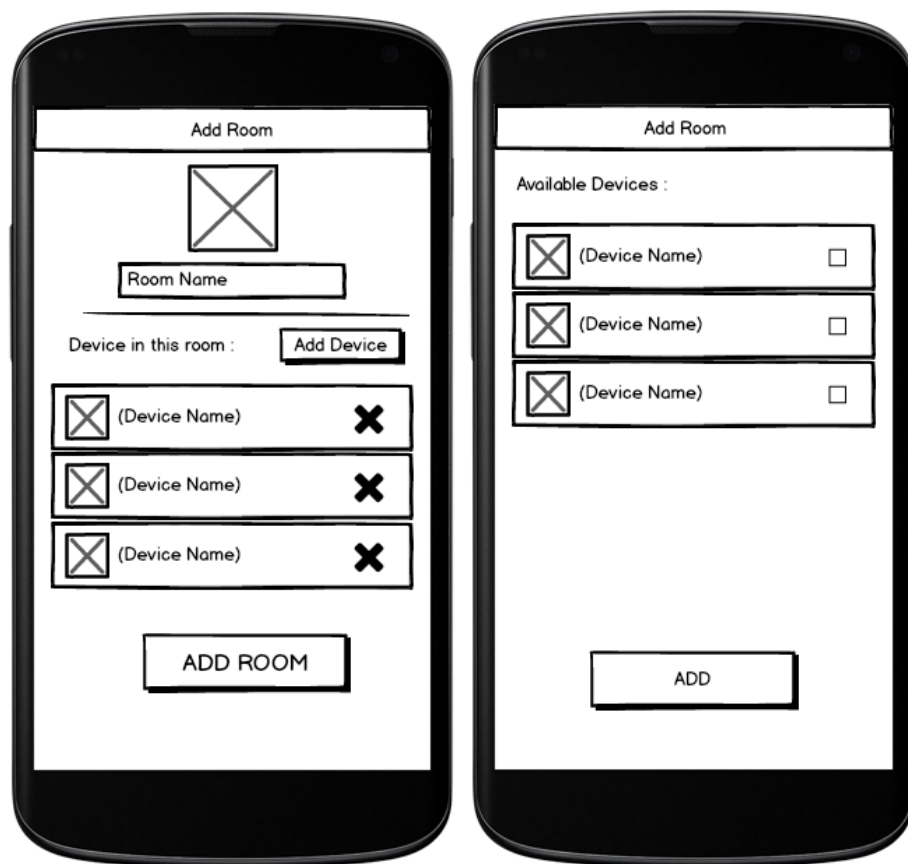 Add Room
Room Name
Device in this room :
Add Device
(Device Name)
(Device Name)
(Device Name)
ADD ROOM
Add Room
Available Devices :
(Device Name)
(Device Name)
(Device Name)
ADD